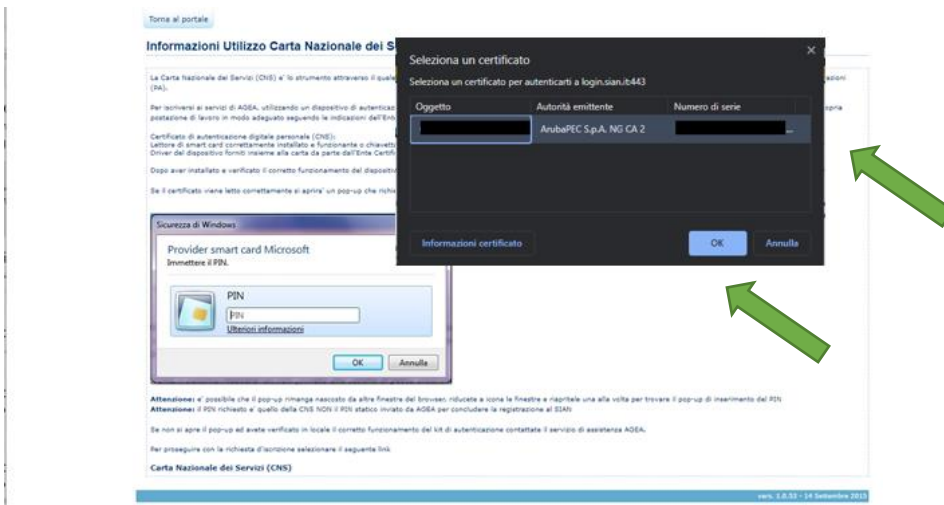 Torna al portale
Informazioni Utilizzo Carta Nazionale dei S
La Carta Nazionale dei Servizi (CNS) e' lo strumento attraverso il quale
azioni
(PA).
Per iscriversi ai servizi di AGEA, utilizzando un dispositivo di autenticaz
opria
postazione di lavoro in modo adeguato seguendo le indicazioni dell'Ent
Certificato di autenticazione digitale personale (CNS):
Lettore di smart card correttamente installato e funzionante o chiavett
Driver del dispositivo forniti insieme alla carta da parte dall'Ente Certifi
Dopo aver installato e verificato il corretto funzionamento del dispositiv
Se il certificato viene letto correttamente si aprira' un pop-up che richie
Seleziona un certificato
Seleziona un certificato per autenticarti a login.sian.it:443
Oggetto Autorità emittente Numero di serie
ArubaPEC S.p.A. NG CA 2 ...
Informazioni certificato OK Annulla
Sicurezza di Windows
Provider smart card Microsoft
Immettere il PIN.
PIN
PIN
Ulteriori informazioni
OK Annulla
Attenzione: e' possibile che il pop-up rimanga nascosto da altre finestre del browser, riducete a icona le finestre e riapritele una alla volta per trovare il pop-up di inserimento del PIN
Attenzione: il PIN richiesto e' quello della CNS NON il PIN statico inviato da AGEA per concludere la registrazione al SIAN
Se non si apre il pop-up ed avete verificato in locale il corretto funzionamento del kit di autenticazione contattate il servizio di assistenza AGEA.
Per proseguire con la richiesta d'iscrizione selezionare il seguente link
Carta Nazionale dei Servizi (CNS)
vers. 1.0.53 - 14 Settembre 2015